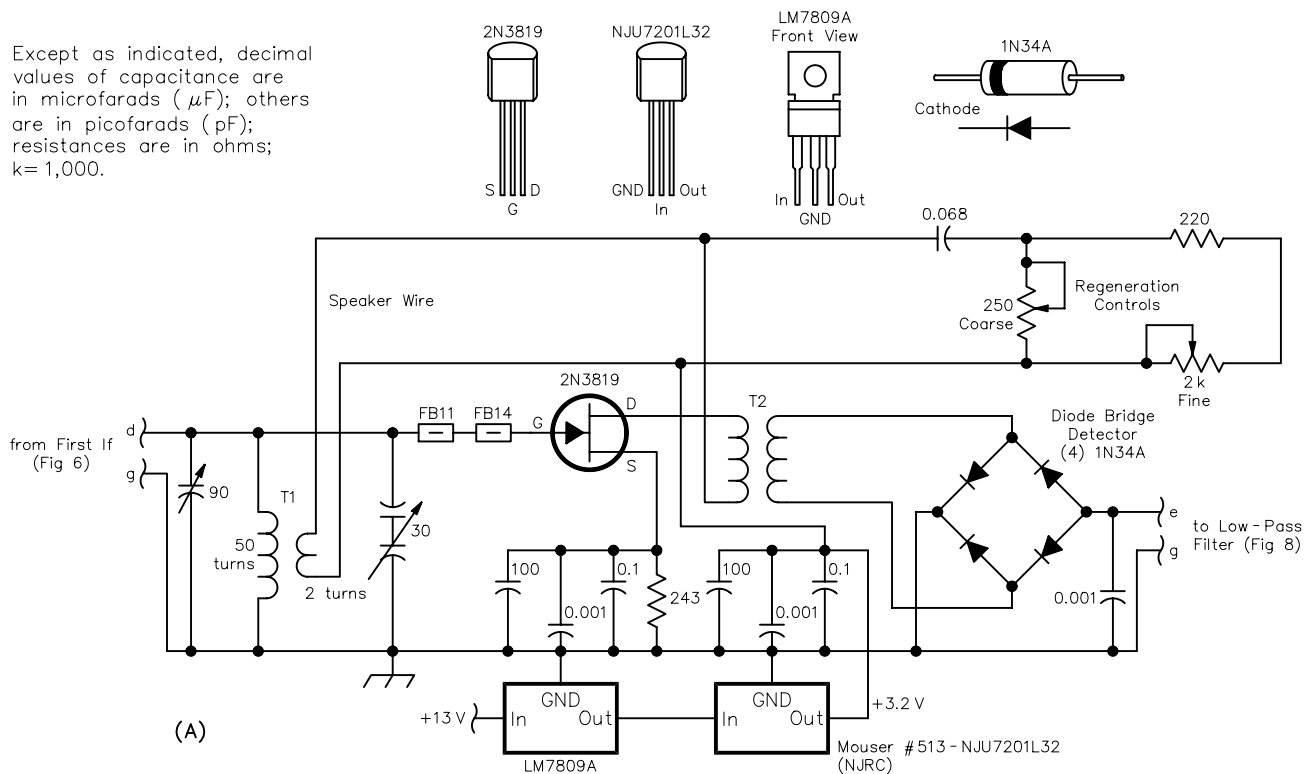 Except as indicated, decimal
values of capacitance are
in microfarads ( μF); others
are in picofarads ( pF);
resistances are in ohms;
k= 1,000.
2N3819
S D
G
NJU7201L32
GND Out
In
LM7809A
Front View
In Out
GND
1N34A
Cathode
0.068
220
Speaker Wire
250
Coarse
Regeneration
Controls
2k
Fine
2N3819
FB11 FB14 G D
S
T2
Diode Bridge
Detector
(4) 1N34A
from First If
(Fig 6)
d
g
90
T1
50
turns
2 turns
30
e
g
to Low-Pass
Filter (Fig 8)
100
0.001
0.1
243
100
0.001
0.1
0.001
+13 V
In GND Out
LM7809A
In GND Out
+3.2 V
Mouser #513-NJU7201L32
(NJRC)
(A)